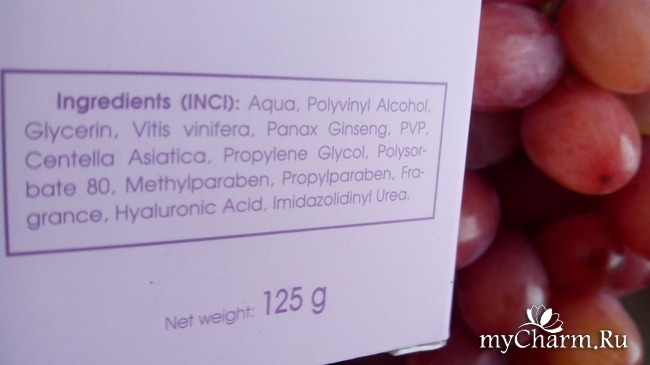 Ingredients (INCI): Aqua, Polyvinyl Alcohol,
Glycerin, Vitis vinifera, Panax Ginseng, PVP,
Centella Asiatica, Propylene Glycol, Polysor-
bate 80, Methylparaben, Propylparaben, Fra-
grance, Hyaluronic Acid, Imidazolidinyl Urea.
Net weight: 125 g
myCharm.Ru